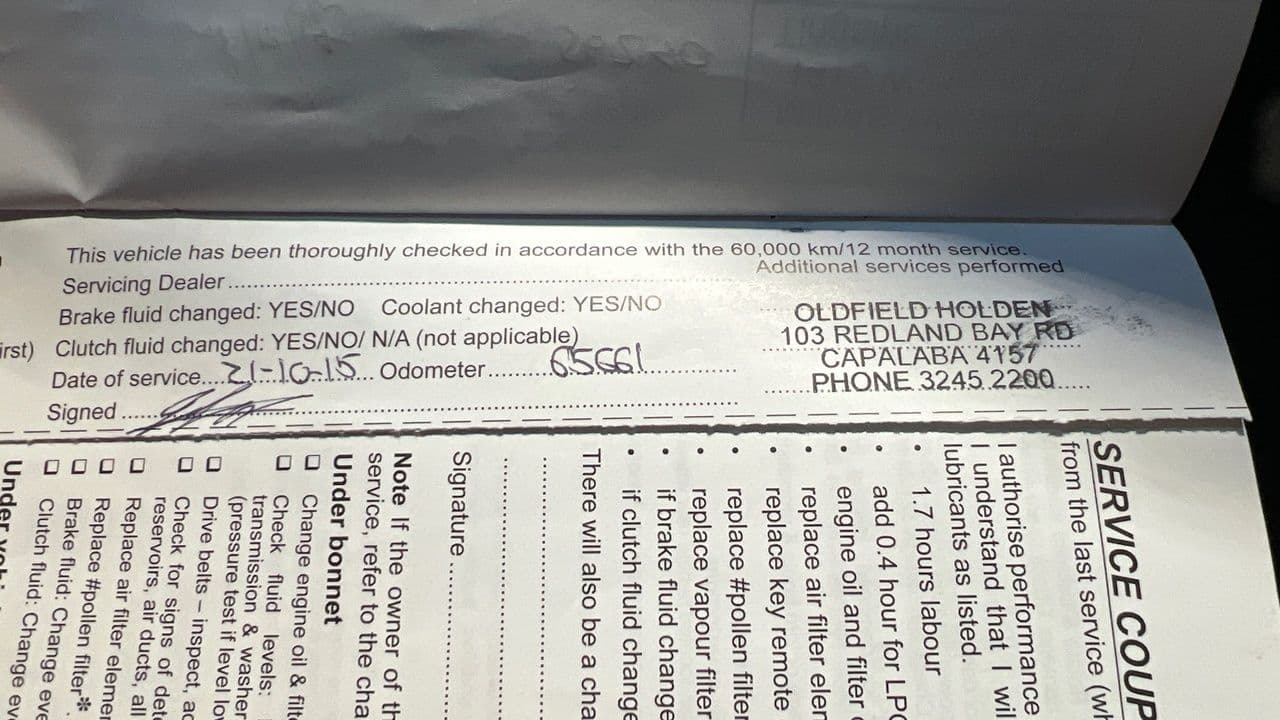 This vehicle has been thoroughly checked in accordance with the 60,000 km/12 month service.
Additional services performed
Servicing Dealer
Brake fluid changed: YES/NO Coolant changed: YES/NO
irst) Clutch fluid changed: YES/NO/ N/A (not applicable)
Date of service....21-10-15... Odometer.........65661
Signed
OLDFIELD HOLDEN
103 REDLAND BAY RD
CAPALABA 4157
PHONE 3245 2200
SERVICE COUP
from the last service (wh
I authorise performance
I understand that I wil
lubricants as listed.
• 1.7 hours labour
• add 0.4 hour for LPG
• engine oil and filter
• replace air filter elem
• replace key remote
• replace #pollen filter
• replace vapour filter
• if brake fluid change
• if clutch fluid change
There will also be a cha
Signature
Note If the owner of th
service, refer to the cha
Under bonnet
☐ Change engine oil & filte
☐ Check fluid levels:
transmission & washer
(pressure test if level lo
☐ Drive belts – inspect, ad
☐ Check for signs of dete
reservoirs, air ducts, all
☐ Replace air filter elemen
☐ Replace #pollen filter*.
☐ Brake fluid: Change eve
☐ Clutch fluid: Change eve
Under vehi